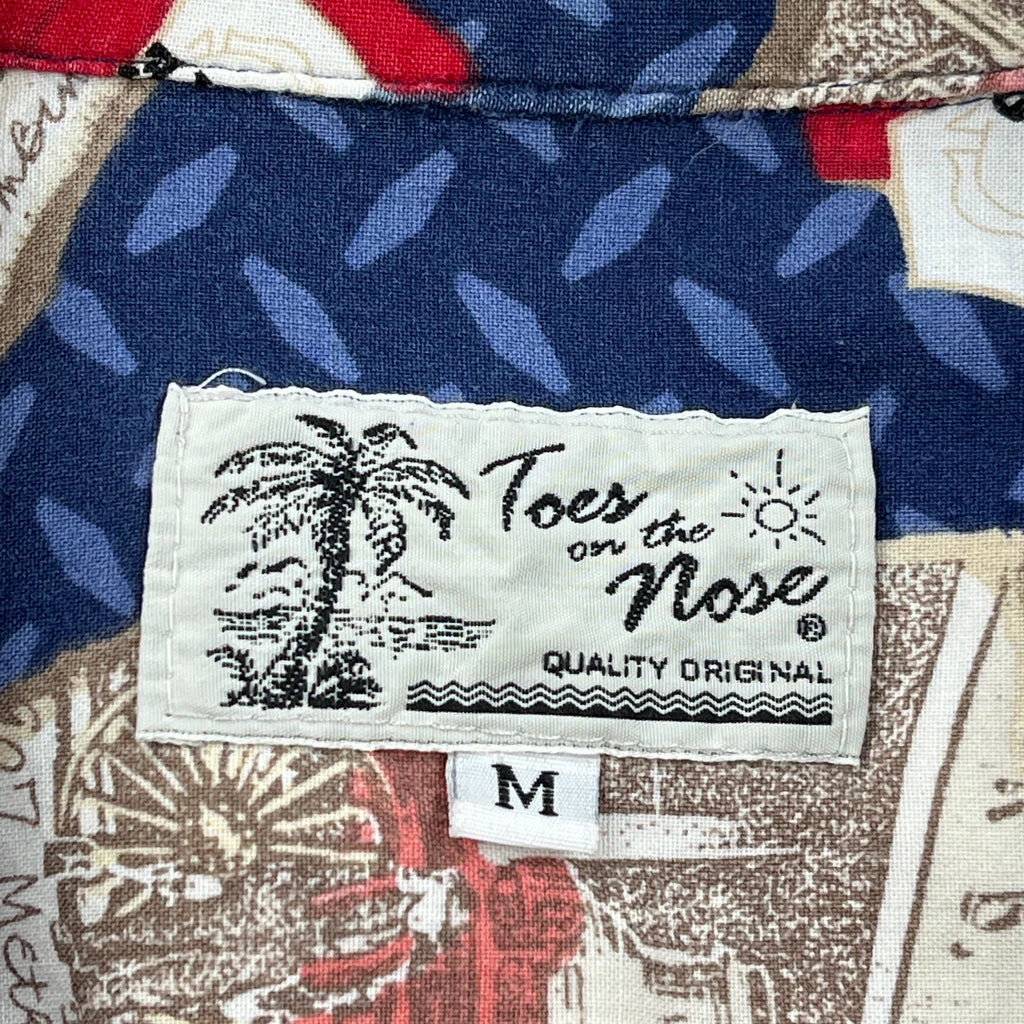 Toes
on the
Nose®
QUALITY ORIGINAL
M